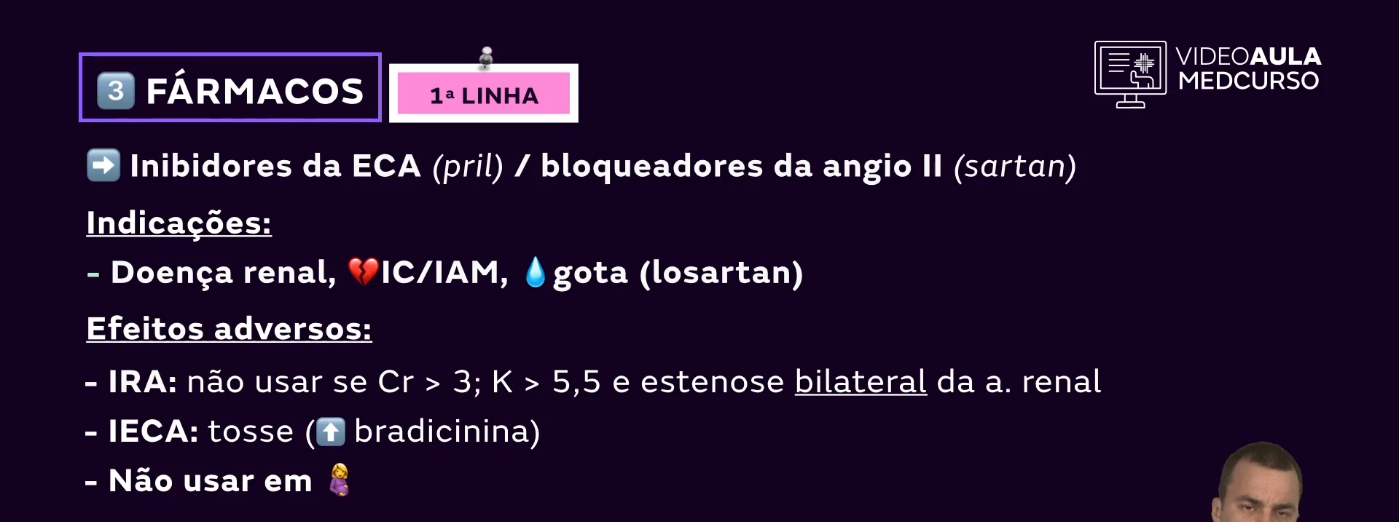 3 FÁRMACOS
1ª LINHA
VIDEOAULA
MEDCURSO
➡️ Inibidores da ECA (pril) / bloqueadores da angio II (sartan)
Indicações:
- Doença renal, 💔IC/IAM, 💧gota (losartan)
Efeitos adversos:
- IRA: não usar se Cr > 3; K > 5,5 e estenose bilateral da a. renal
- IECA: tosse (⬆️ bradicinina)
- Não usar em 🤰